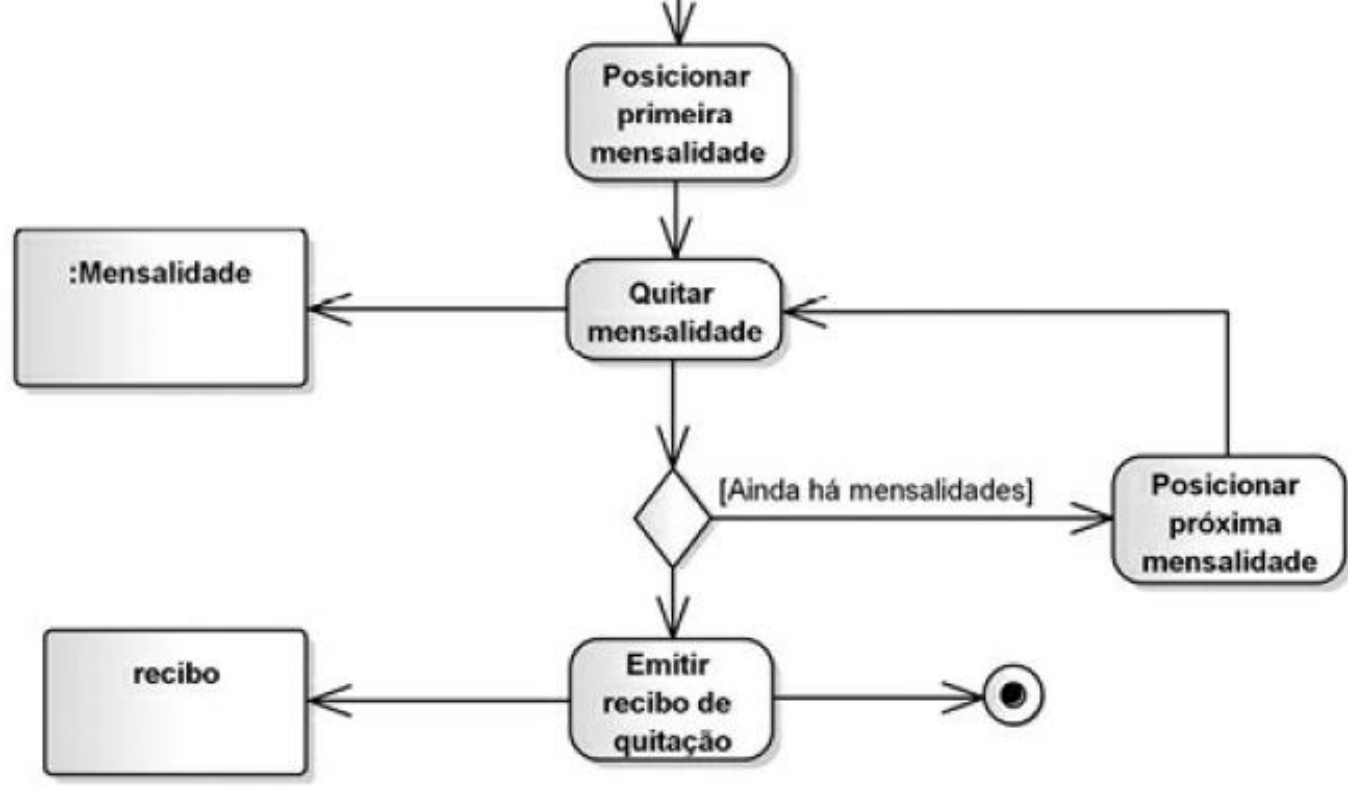 Posicionar
primeira
mensalidade
:Mensalidade
Quitar
mensalidade
[Ainda há mensalidades]
Posicionar
próxima
mensalidade
recibo
Emitir
recibo de
quitação